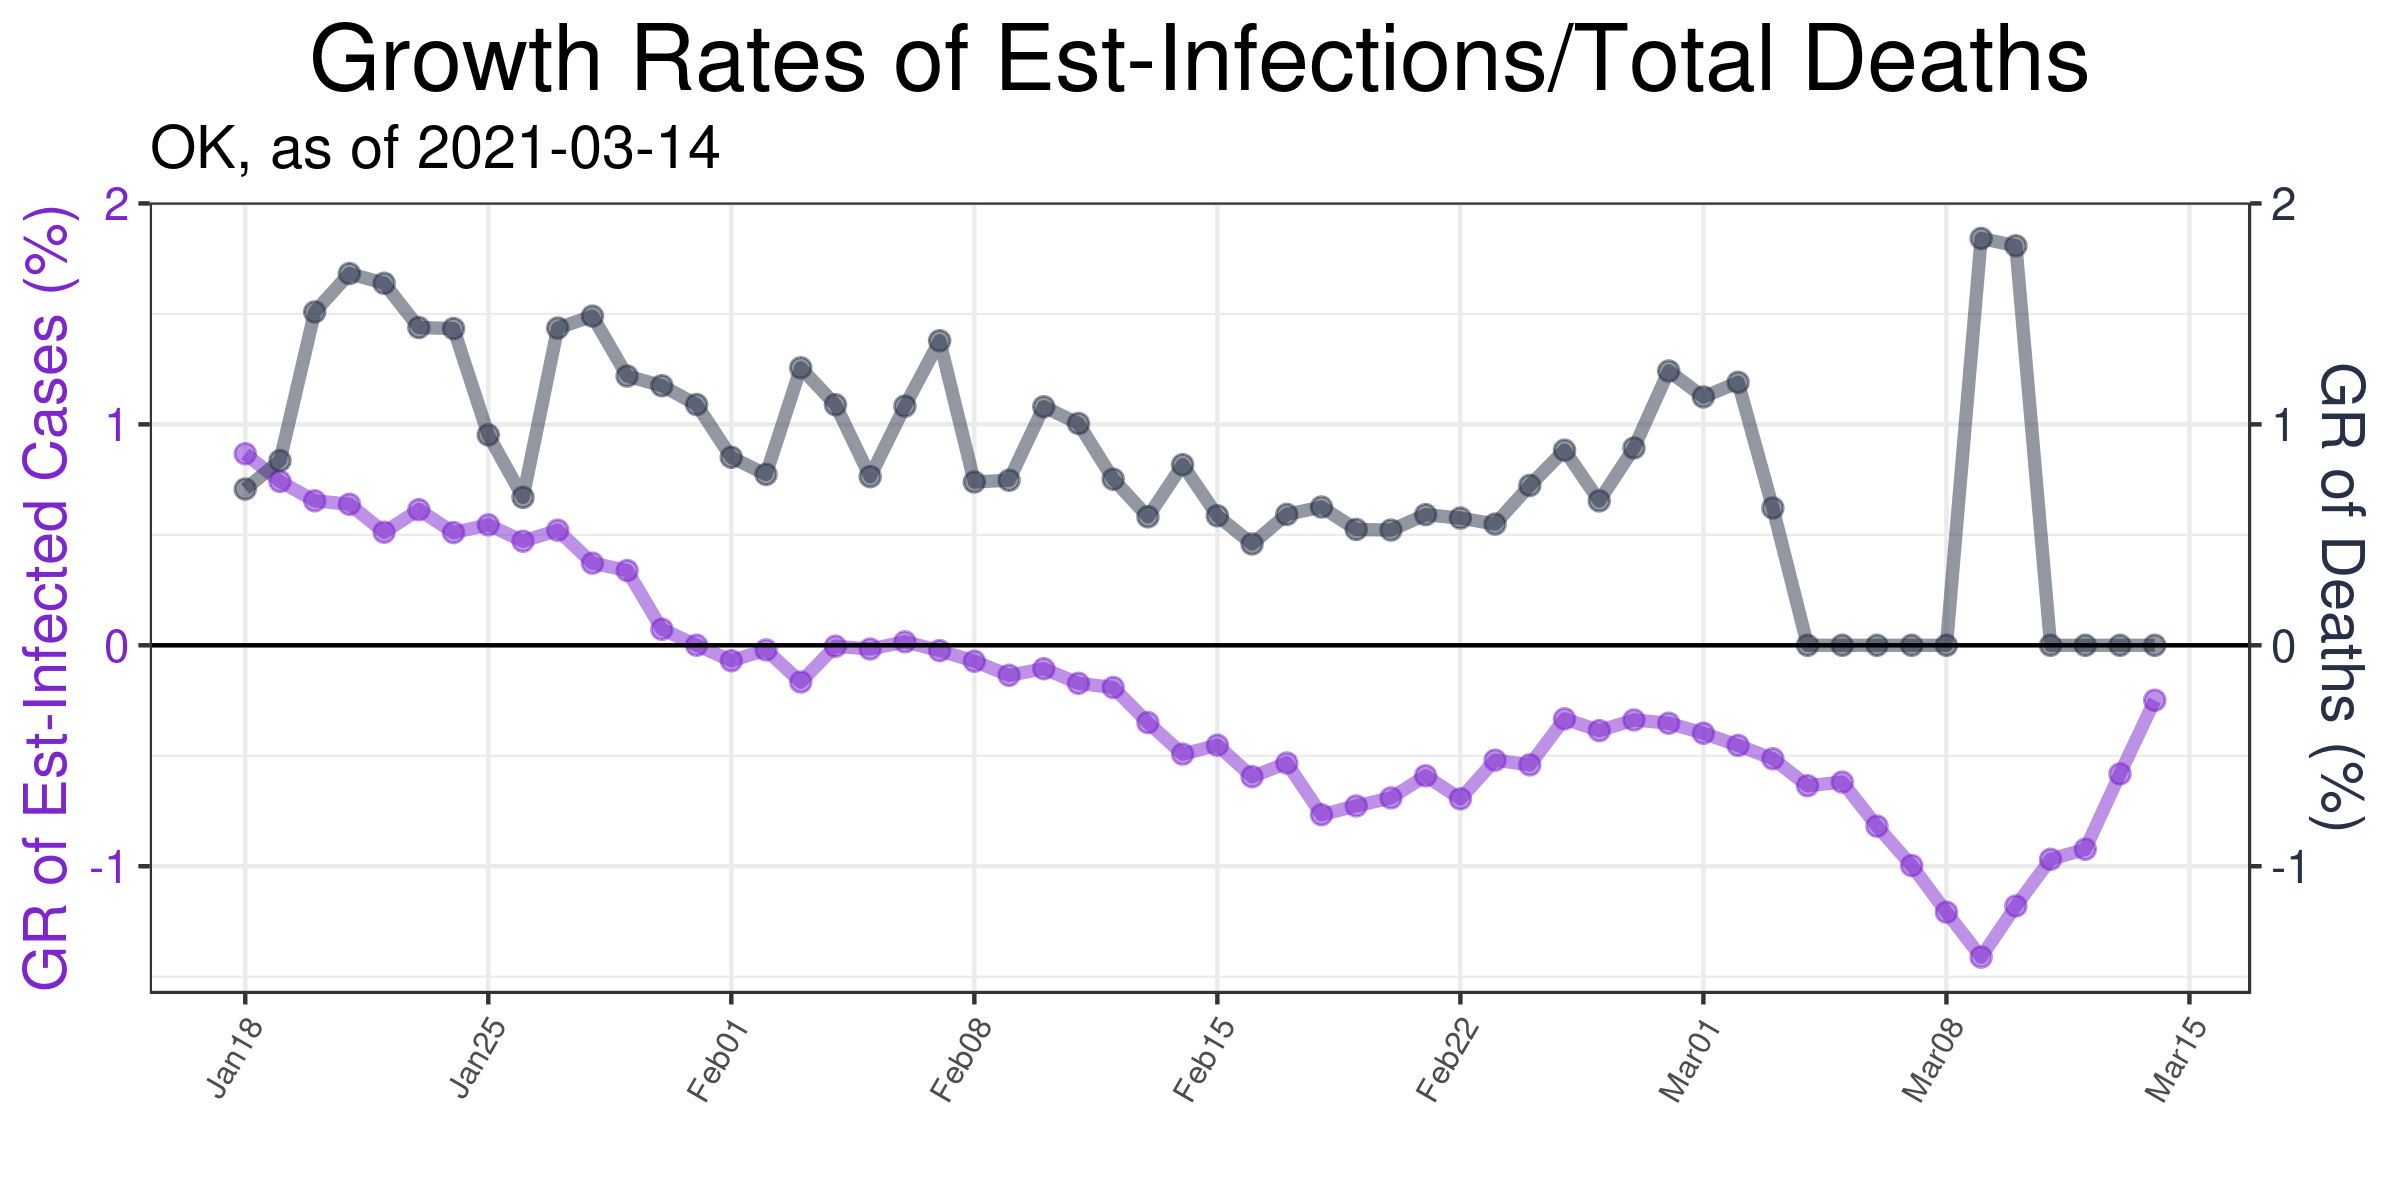 Growth Rates of Est-Infections/Total Deaths
OK, as of 2021-03-14
GR of Est-Infected Cases (%)
2
1
0
-1
2
1
0
-1
GR of Deaths (%)
Jan18
Jan25
Feb01
Feb08
Feb15
Feb22
Mar01
Mar08
Mar15